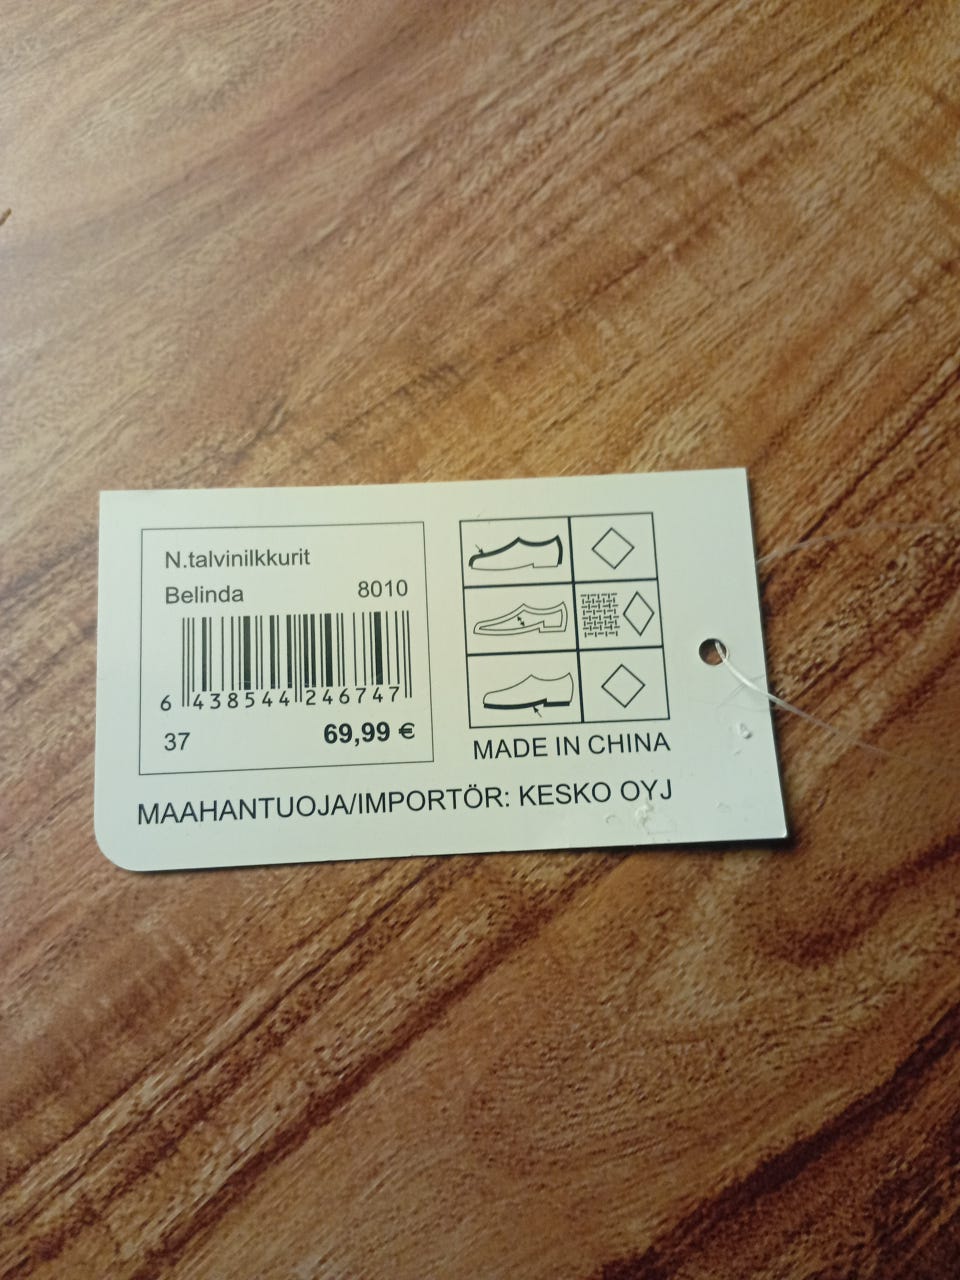 N.talvinilkkurit
Belinda 8010
6 438544 246747
37 69,99 €
MADE IN CHINA
MAAHANTUOJA/IMPORTÖR: KESKO OYJ